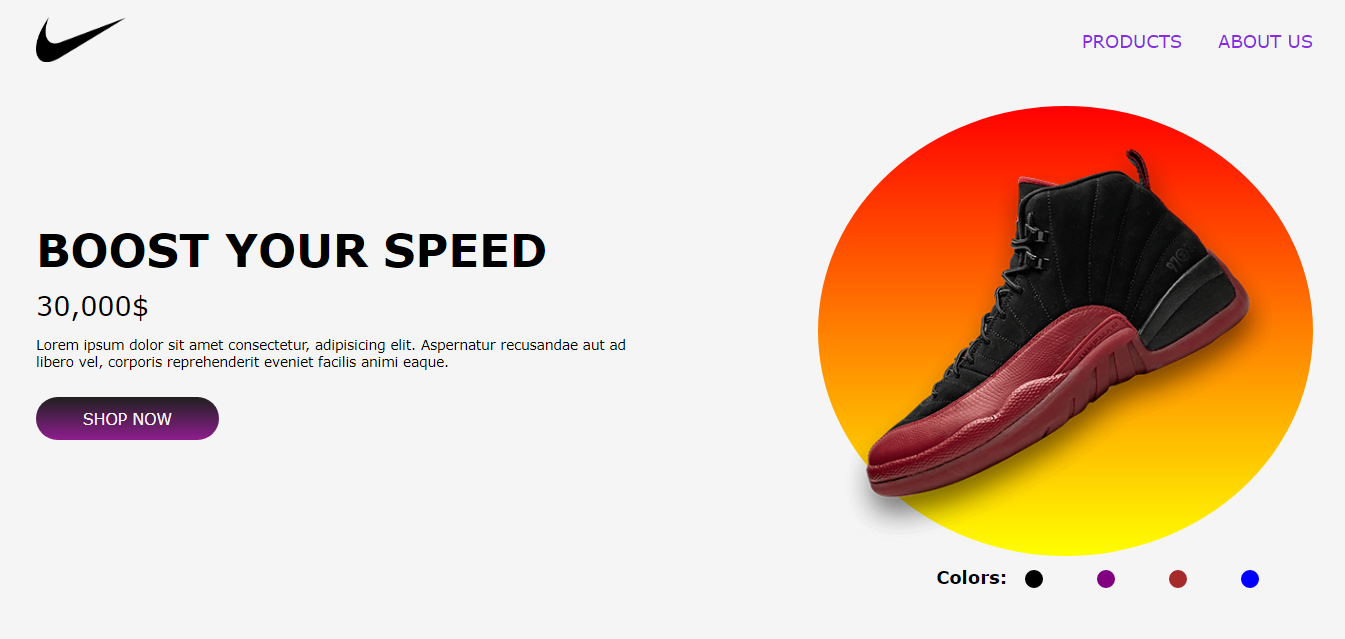 PRODUCTS ABOUT US
BOOST YOUR SPEED
30,000$
Lorem ipsum dolor sit amet consectetur, adipisicing elit. Aspernatur recusandae aut ad
libero vel, corporis reprehenderit eveniet facilis animi eaque.
SHOP NOW
Colors: